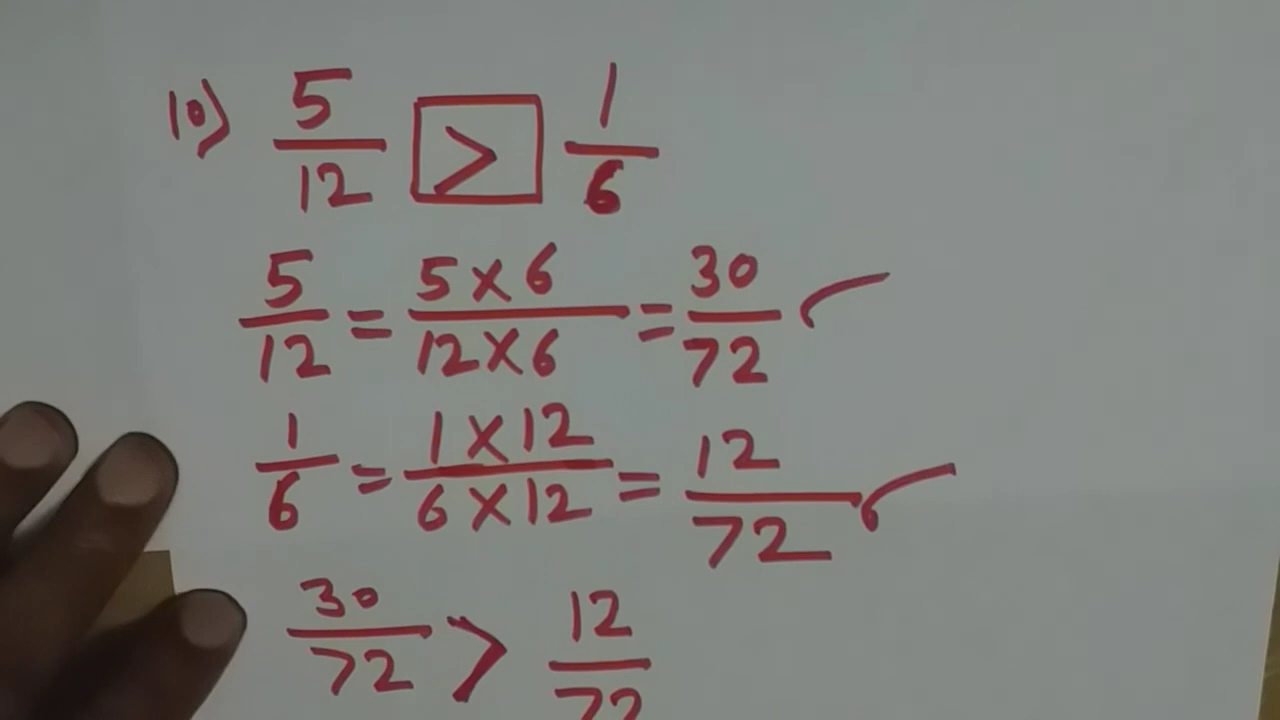 10) 5/12 > 1/6
5/12 = 5×6/12×6 = 30/72 ✓
1/6 = 1×12/6×12 = 12/72 ✓
30/72 > 12/72